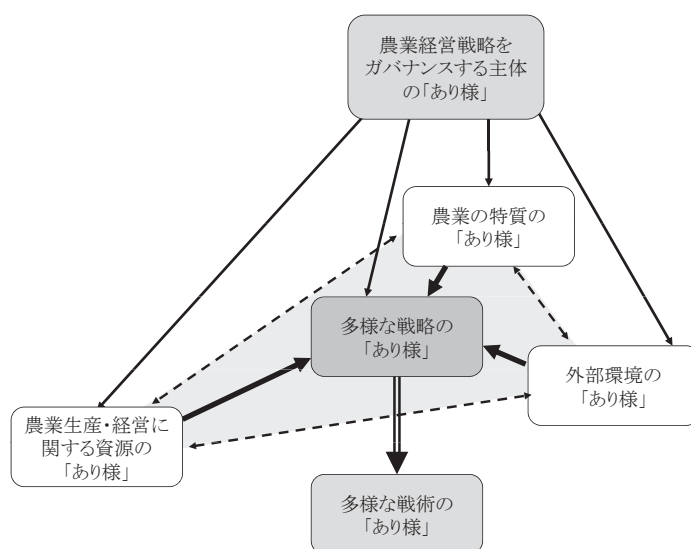 農業経営戦略を
ガバナンスする主体
の「あり様」
農業の特質の
「あり様」
多様な戦略の
「あり様」
外部環境の
「あり様」
農業生産・経営に
関する資源の
「あり様」
多様な戦術の
「あり様」